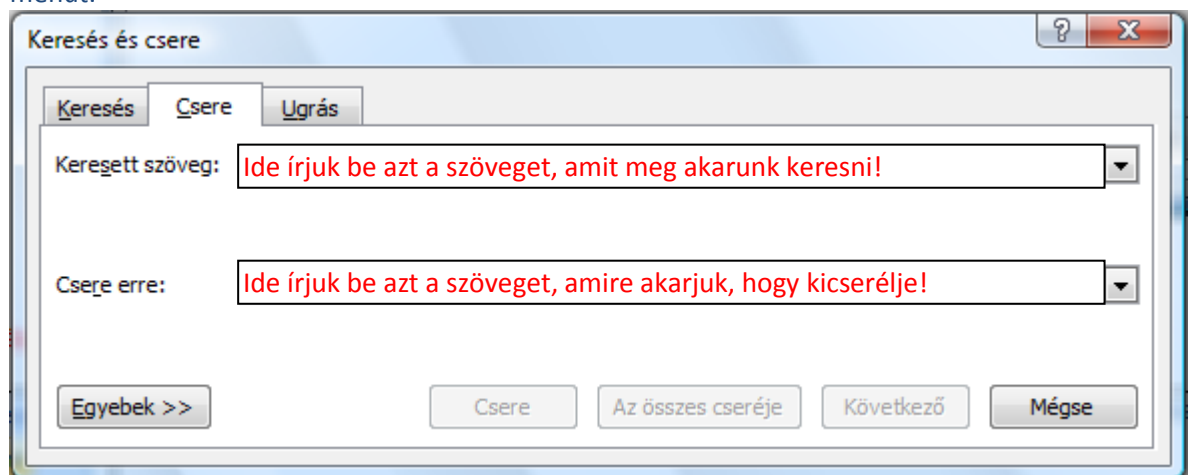 menüt.
Keresés és csere
?
X
Keresés Csere Ugrás
Keresett szöveg: Ide írjuk be azt a szöveget, amit meg akarunk keresni!
Csere erre: Ide írjuk be azt a szöveget, amire akarjuk, hogy kicserélje!
Egyebek >> Csere Az összes cseréje Következő Mégse